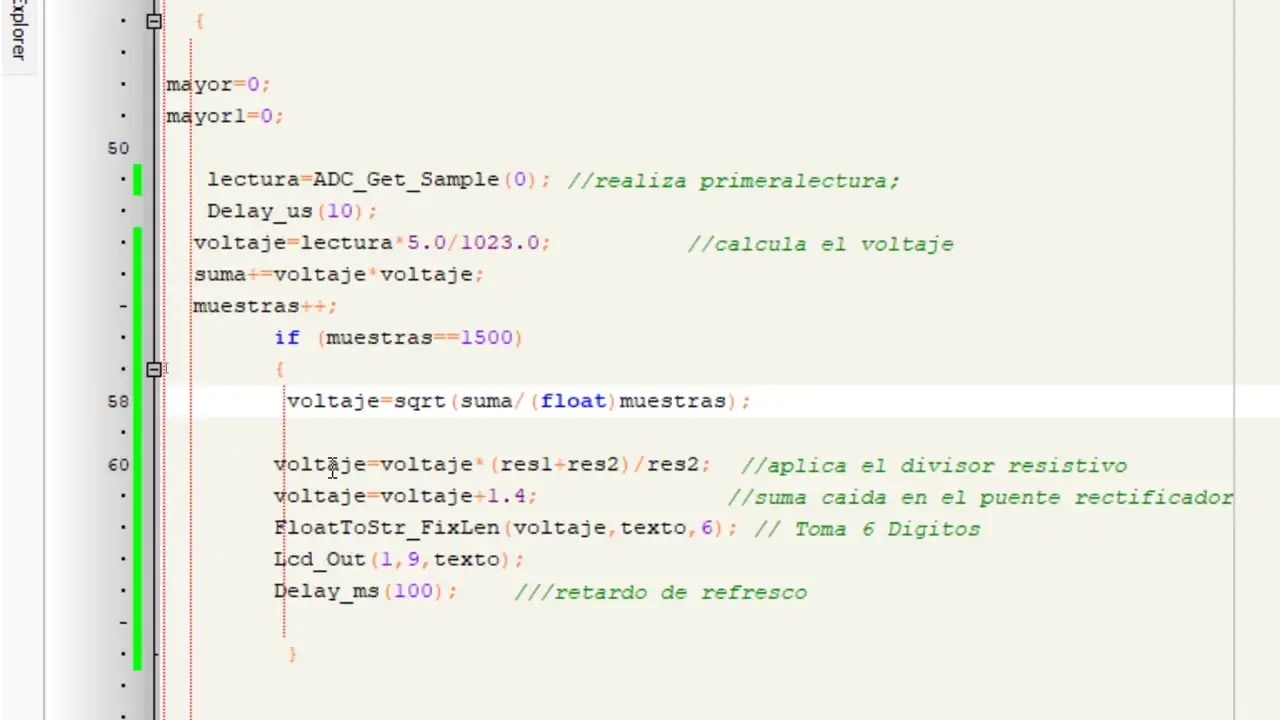 Explorer
{
mayor=0;
mayor1=0;
50
lectura=ADC_Get_Sample(0); //realiza primeralectura;
Delay_us(10);
voltaje=lectura*5.0/1023.0; //calcula el voltaje
suma+=voltaje*voltaje;
muestras++;
if (muestras==1500)
{
58 voltaje=sqrt(suma/(float)muestras);
60 voltaje=voltaje*(res1+res2)/res2; //aplica el divisor resistivo
voltaje=voltaje+1.4; //suma caida en el puente rectificador
FloatToStr_FixLen(voltaje,texto,6); // Toma 6 Digitos
Lcd_Out(1,9,texto);
Delay_ms(100); ///retardo de refresco
}